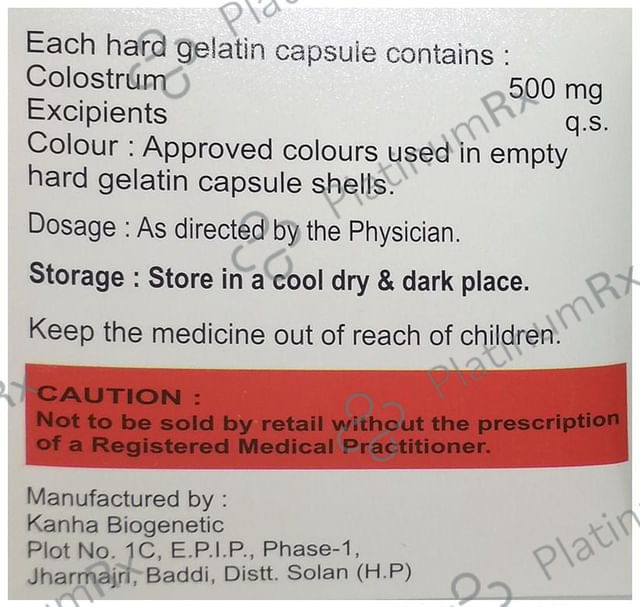 Each hard gelatin capsule contains :
Colostrum 500 mg
Excipients q.s.
Colour : Approved colours used in empty
hard gelatin capsule shells.
Dosage : As directed by the Physician.
Storage : Store in a cool dry & dark place.
Keep the medicine out of reach of children.
CAUTION :
Not to be sold by retail without the prescription
of a Registered Medical Practitioner.
Manufactured by :
Kanha Biogenetic
Plot No. 1C, E.P.I.P., Phase-1,
Jharmajri, Baddi, Distt. Solan (H.P)
PlatinumRx
PlatinumRx